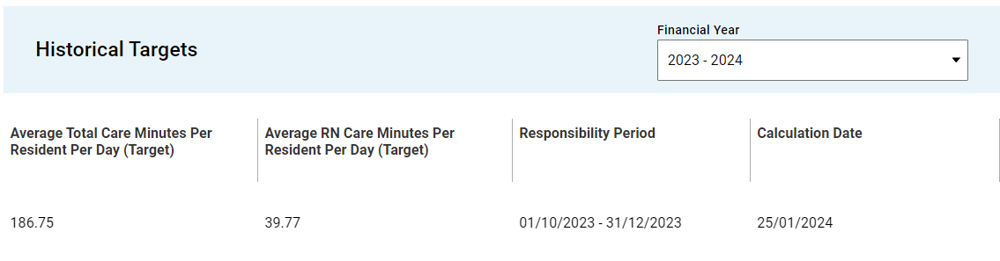 Historical Targets
Financial Year
2023 - 2024
Average Total Care Minutes Per
Resident Per Day (Target)
Average RN Care Minutes Per
Resident Per Day (Target)
Responsibility Period
Calculation Date
186.75
39.77
01/10/2023 - 31/12/2023
25/01/2024